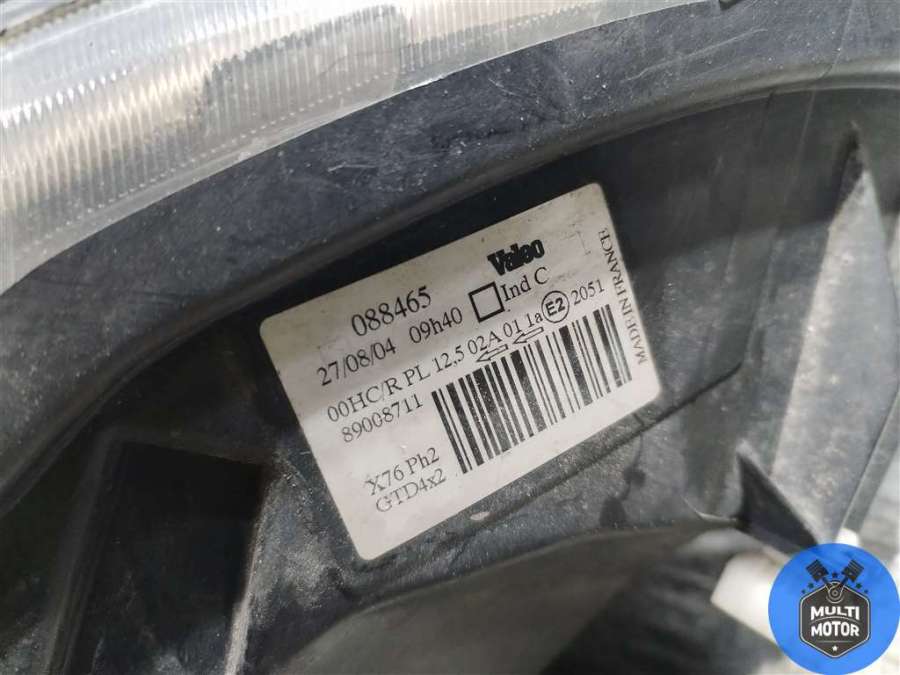 Valeo
088465
Ind C
27/08/04 09h40
00HC/R PL 12,5 02A 01 1a E2 2051
89008711
X76 Ph2
GTD4x2
MADE IN FRANCE
MULTI
MOTOR